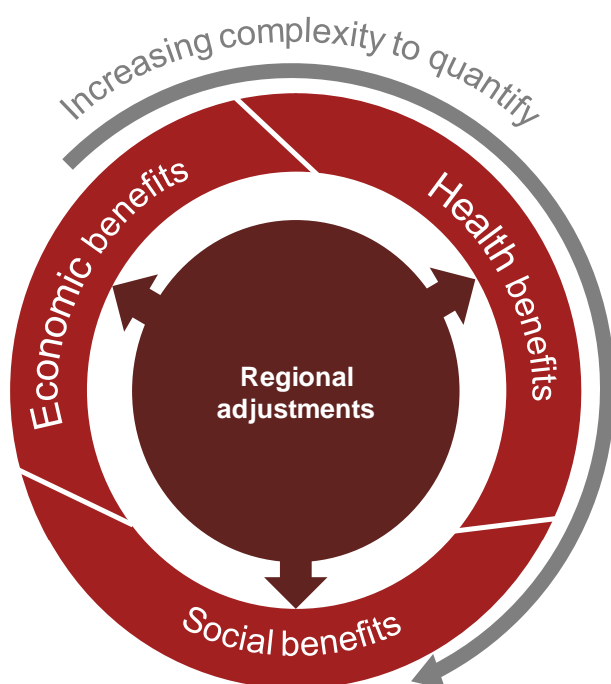 Increasing complexity to quantify
Economic benefits
Health benefits
Regional
adjustments
Social benefits